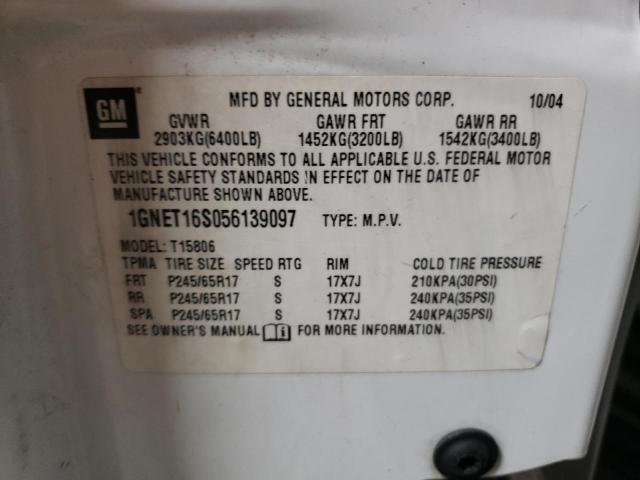 GM
MFD BY GENERAL MOTORS CORP. 10/04
GVWR GAWR FRT GAWR RR
2903KG(6400LB) 1452KG(3200LB) 1542KG(3400LB)
THIS VEHICLE CONFORMS TO ALL APPLICABLE U.S. FEDERAL MOTOR
VEHICLE SAFETY STANDARDS IN EFFECT ON THE DATE OF
MANUFACTURE SHOWN ABOVE.
1GNET16S056139097 TYPE: M.P.V.
MODEL: T15806
TPMA TIRE SIZE SPEED RTG RIM COLD TIRE PRESSURE
FRT P245/65R17 S 17X7J 210KPA(30PSI)
RR P245/65R17 S 17X7J 240KPA(35PSI)
SPA P245/65R17 S 17X7J 240KPA(35PSI)
SEE OWNER'S MANUAL FOR MORE INFORMATION.